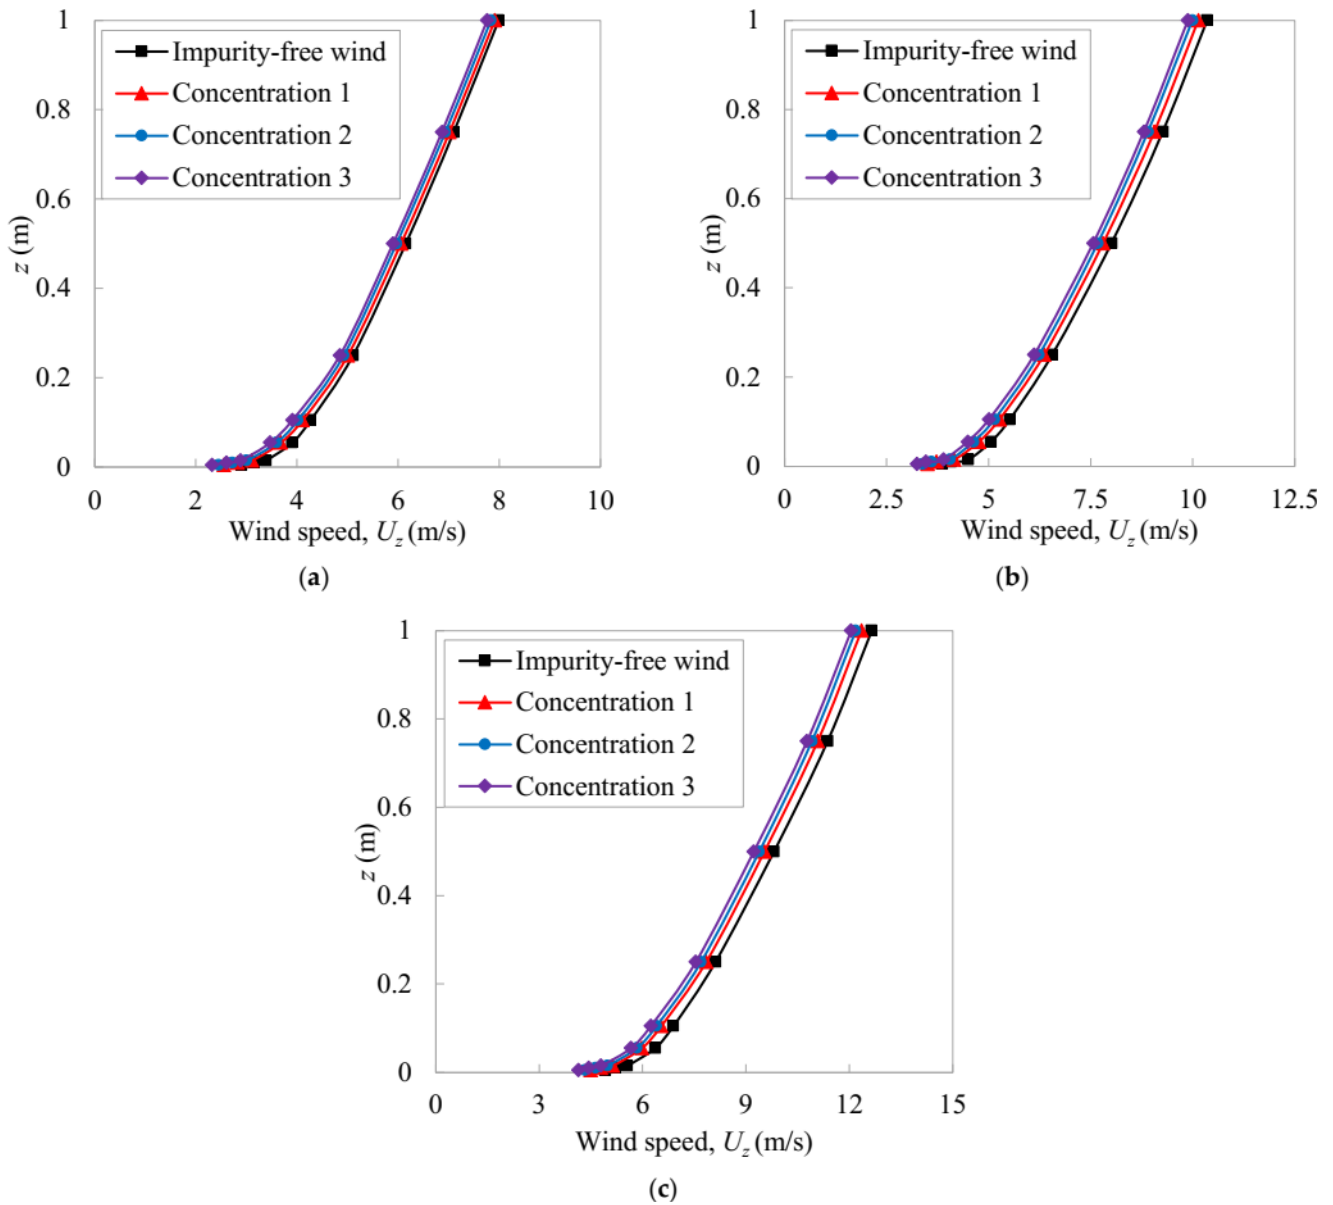 1
0.8
0.6
0.4
0.2
0
z (m)
Impurity-free wind
Concentration 1
Concentration 2
Concentration 3
0 2 4 6 8 10
Wind speed, Uz (m/s)
(a)
1
0.8
0.6
0.4
0.2
0
z (m)
Impurity-free wind
Concentration 1
Concentration 2
Concentration 3
0 2.5 5 7.5 10 12.5
Wind speed, Uz (m/s)
(b)
1
0.8
0.6
0.4
0.2
0
z (m)
Impurity-free wind
Concentration 1
Concentration 2
Concentration 3
0 3 6 9 12 15
Wind speed, Uz (m/s)
(c)